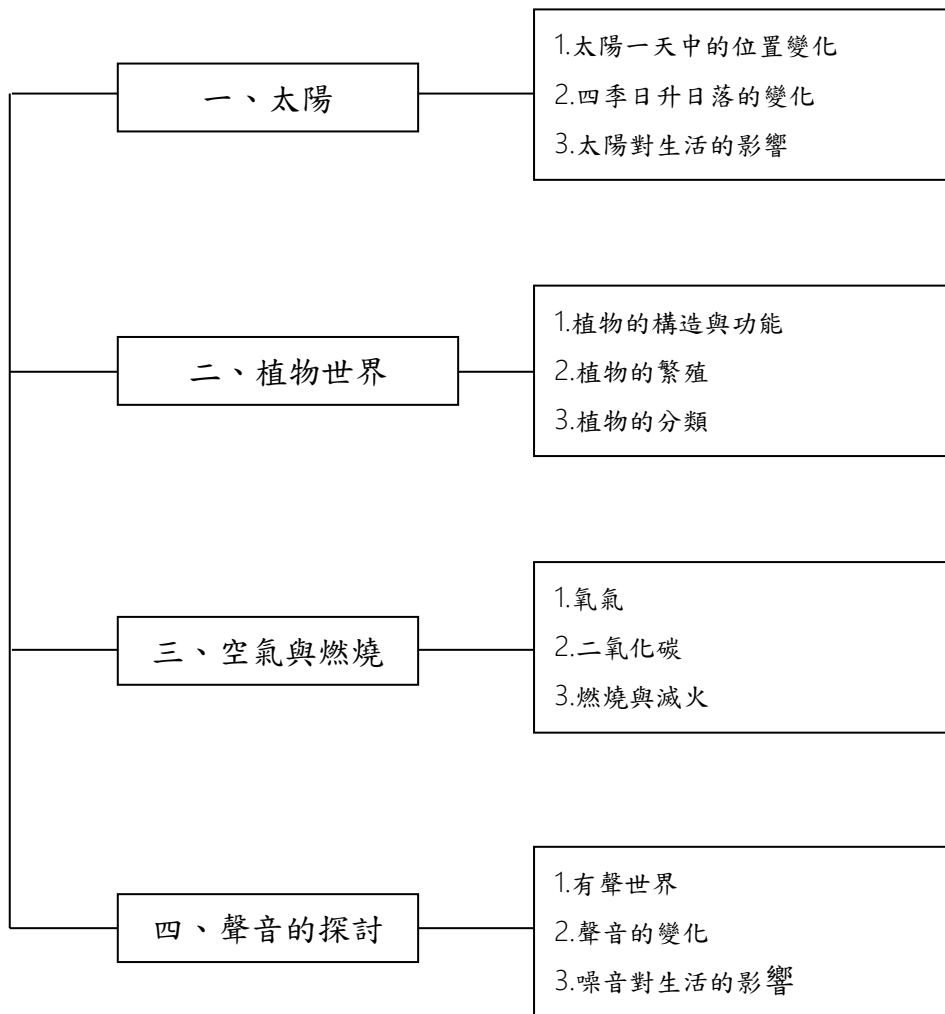 一、太陽
1.太陽一天中的位置變化
2.四季日升日落的變化
3.太陽對生活的影響
二、植物世界
1.植物的構造與功能
2.植物的繁殖
3.植物的分類
三、空氣與燃燒
1.氧氣
2.二氧化碳
3.燃燒與滅火
四、聲音的探討
1.有聲世界
2.聲音的變化
3.噪音對生活的影響